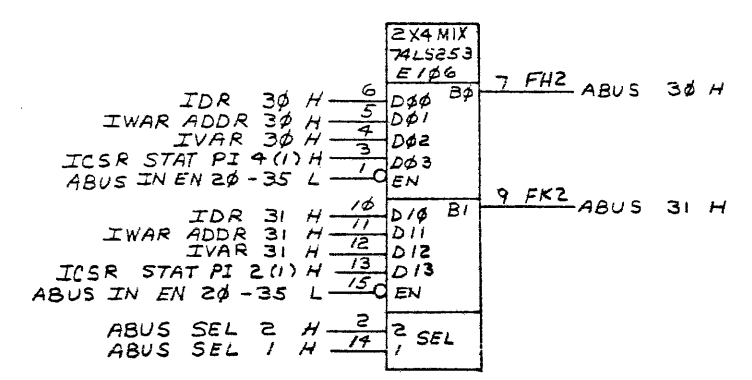 2X4 MIX
74LS253
E1Ø6
IDR 3Ø H 6 DØØ BØ 7 FH2 ABUS 3Ø H
IWAR ADDR 3Ø H 5 DØ1
IVAR 3Ø H 4 DØ2
ICSR STAT PI 4(1) H 3 DØ3
ABUS IN EN 2Ø-35 L 1 EN
IDR 31 H 1Ø D1Ø B1 9 FK2 ABUS 31 H
IWAR ADDR 31 H 11 D11
IVAR 31 H 12 D12
ICSR STAT PI 2(1) H 13 D13
ABUS IN EN 2Ø-35 L 15 EN
ABUS SEL 2 H 2 2 SEL
ABUS SEL 1 H 14 1